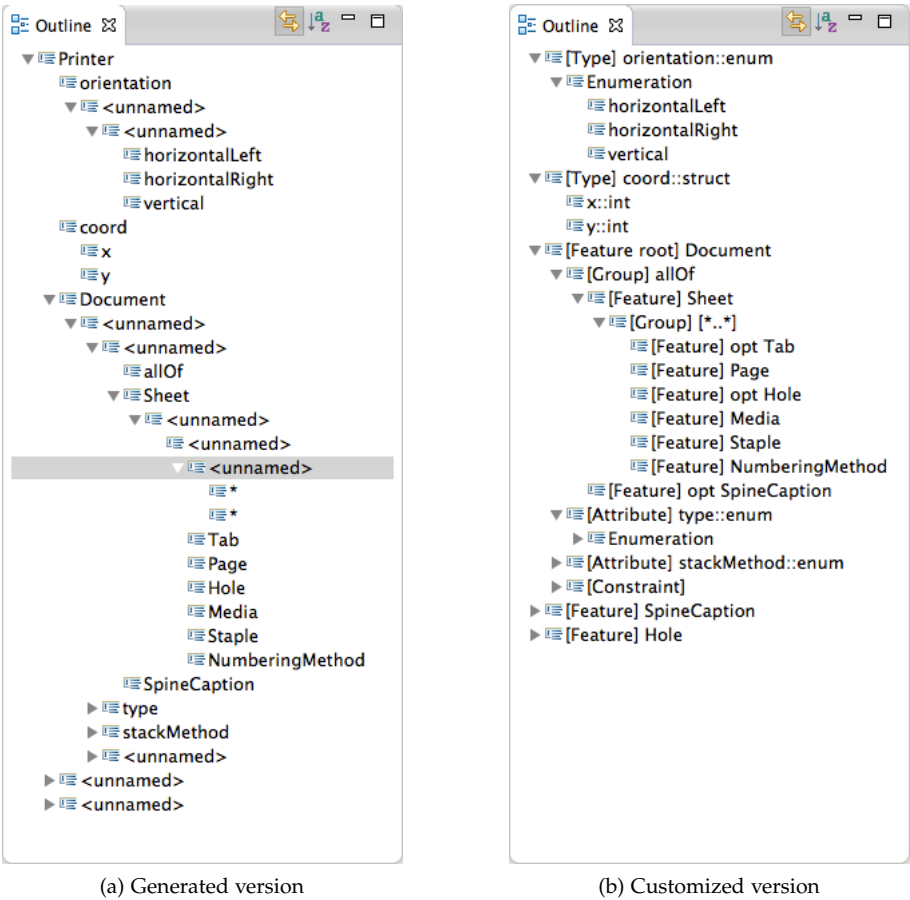 Outline
Printer
orientation
<unnamed>
<unnamed>
horizontalLeft
horizontalRight
vertical
coord
x
y
Document
<unnamed>
<unnamed>
allOf
Sheet
<unnamed>
<unnamed>
<unnamed>
*
*
Tab
Page
Hole
Media
Staple
NumberingMethod
SpineCaption
type
stackMethod
<unnamed>
<unnamed>
<unnamed>
(a) Generated version
Outline
[Type] orientation::enum
Enumeration
horizontalLeft
horizontalRight
vertical
[Type] coord::struct
x::int
y::int
[Feature root] Document
[Group] allOf
[Feature] Sheet
[Group] [*..*]
[Feature] opt Tab
[Feature] Page
[Feature] opt Hole
[Feature] Media
[Feature] Staple
[Feature] NumberingMethod
[Feature] opt SpineCaption
[Attribute] type::enum
Enumeration
[Attribute] stackMethod::enum
[Constraint]
[Feature] SpineCaption
[Feature] Hole
(b) Customized version